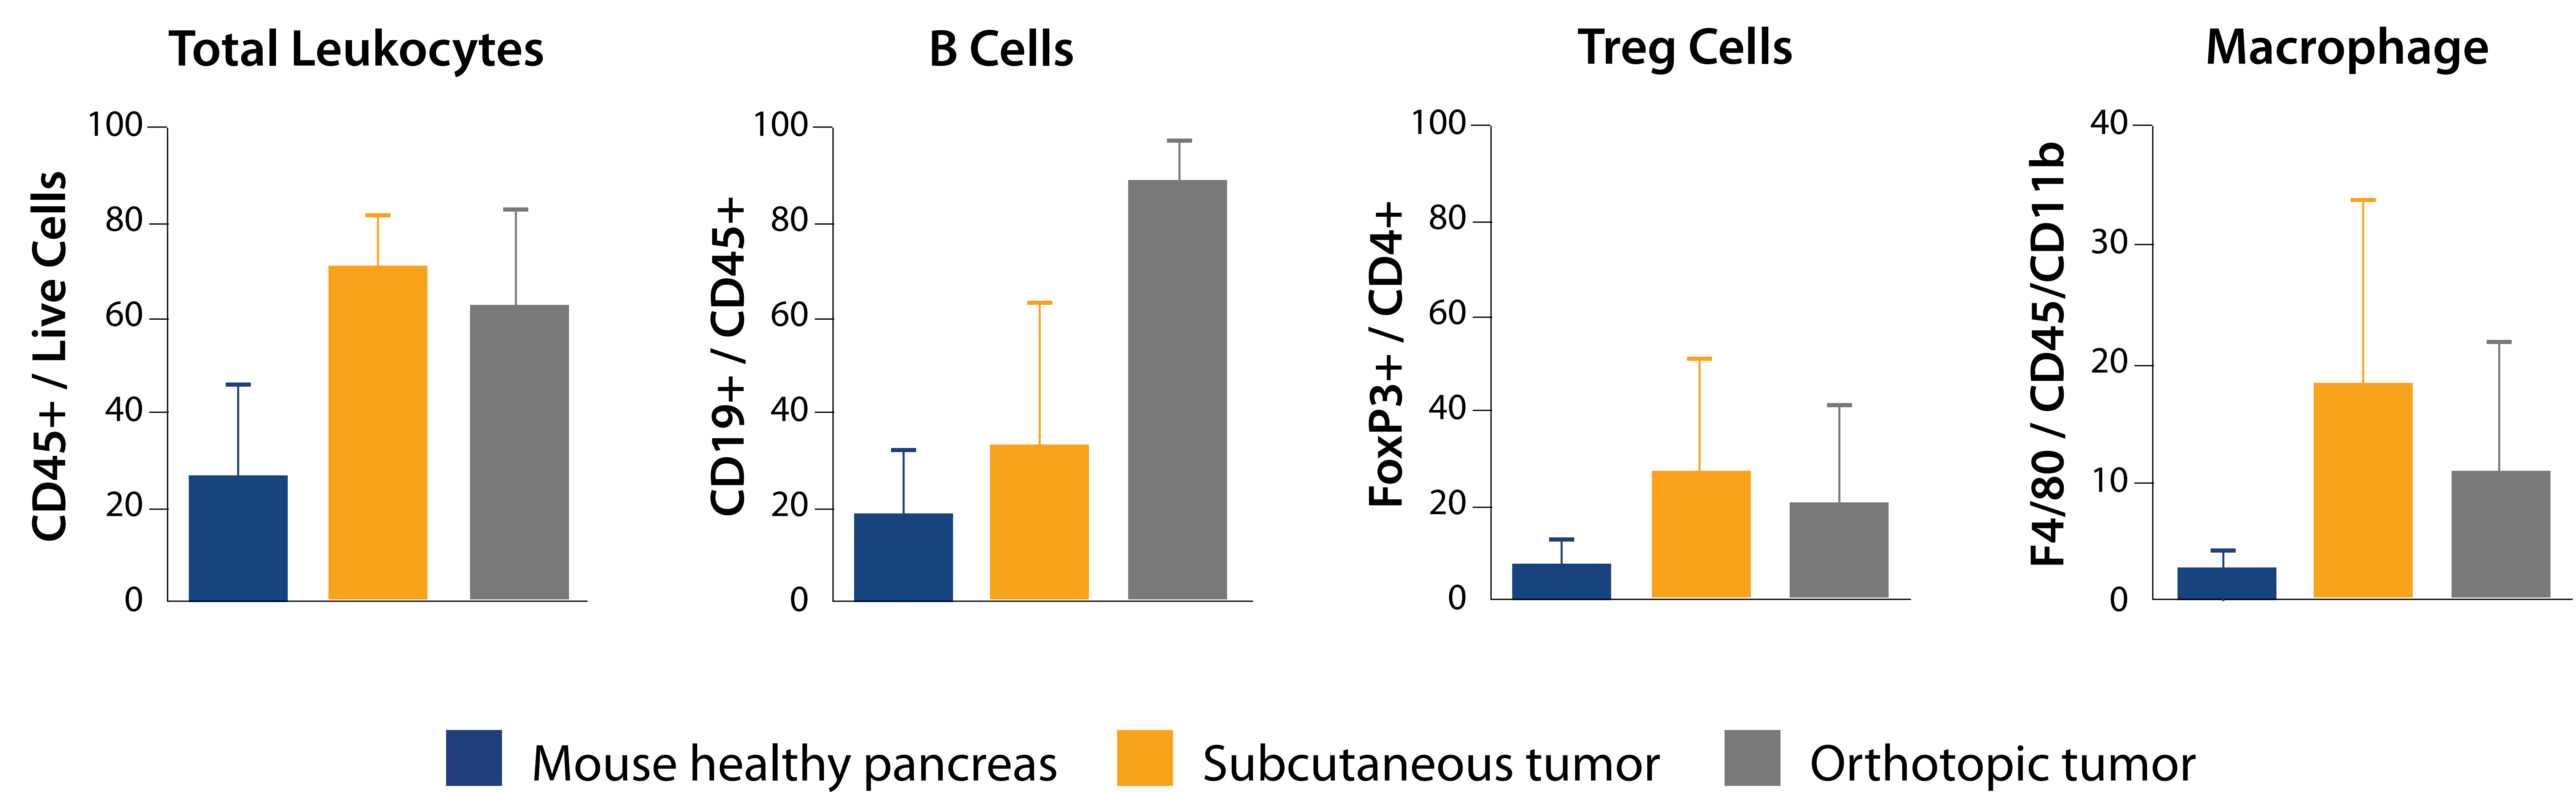 Total Leukocytes
CD45+ / Live Cells
100
80
60
40
20
0
B Cells
CD19+ / CD45+
100
80
60
40
20
0
Treg Cells
FoxP3+ / CD4+
100
80
60
40
20
0
Macrophage
F4/80 / CD45/CD11b
40
30
20
10
0
Mouse healthy pancreas
Subcutaneous tumor
Orthotopic tumor